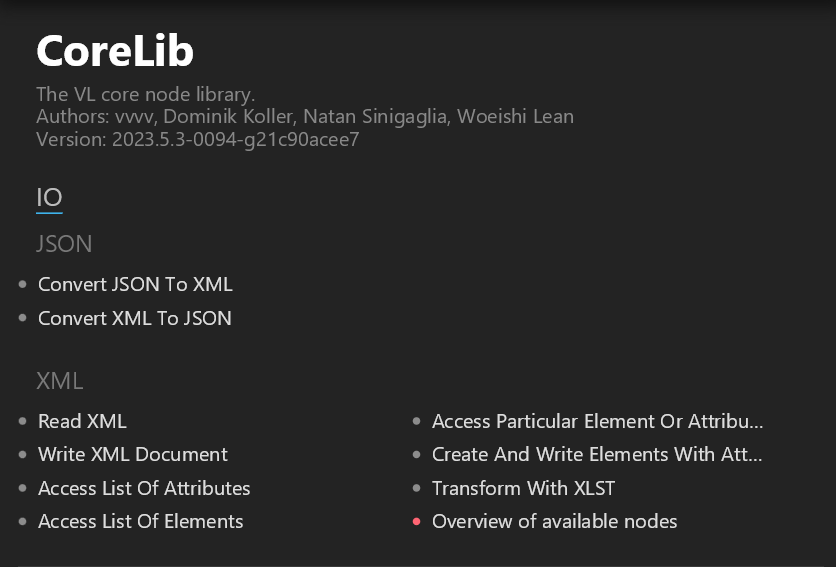 CoreLib
The VL core node library.
Authors: vvvv, Dominik Koller, Natan Sinigaglia, Woeishi Lean
Version: 2023.5.3-0094-g21c90acee7
IO
JSON
Convert JSON To XML
Convert XML To JSON
XML
Read XML
Write XML Document
Access List Of Attributes
Access List Of Elements
Access Particular Element Or Attribu...
Create And Write Elements With Att...
Transform With XLST
Overview of available nodes